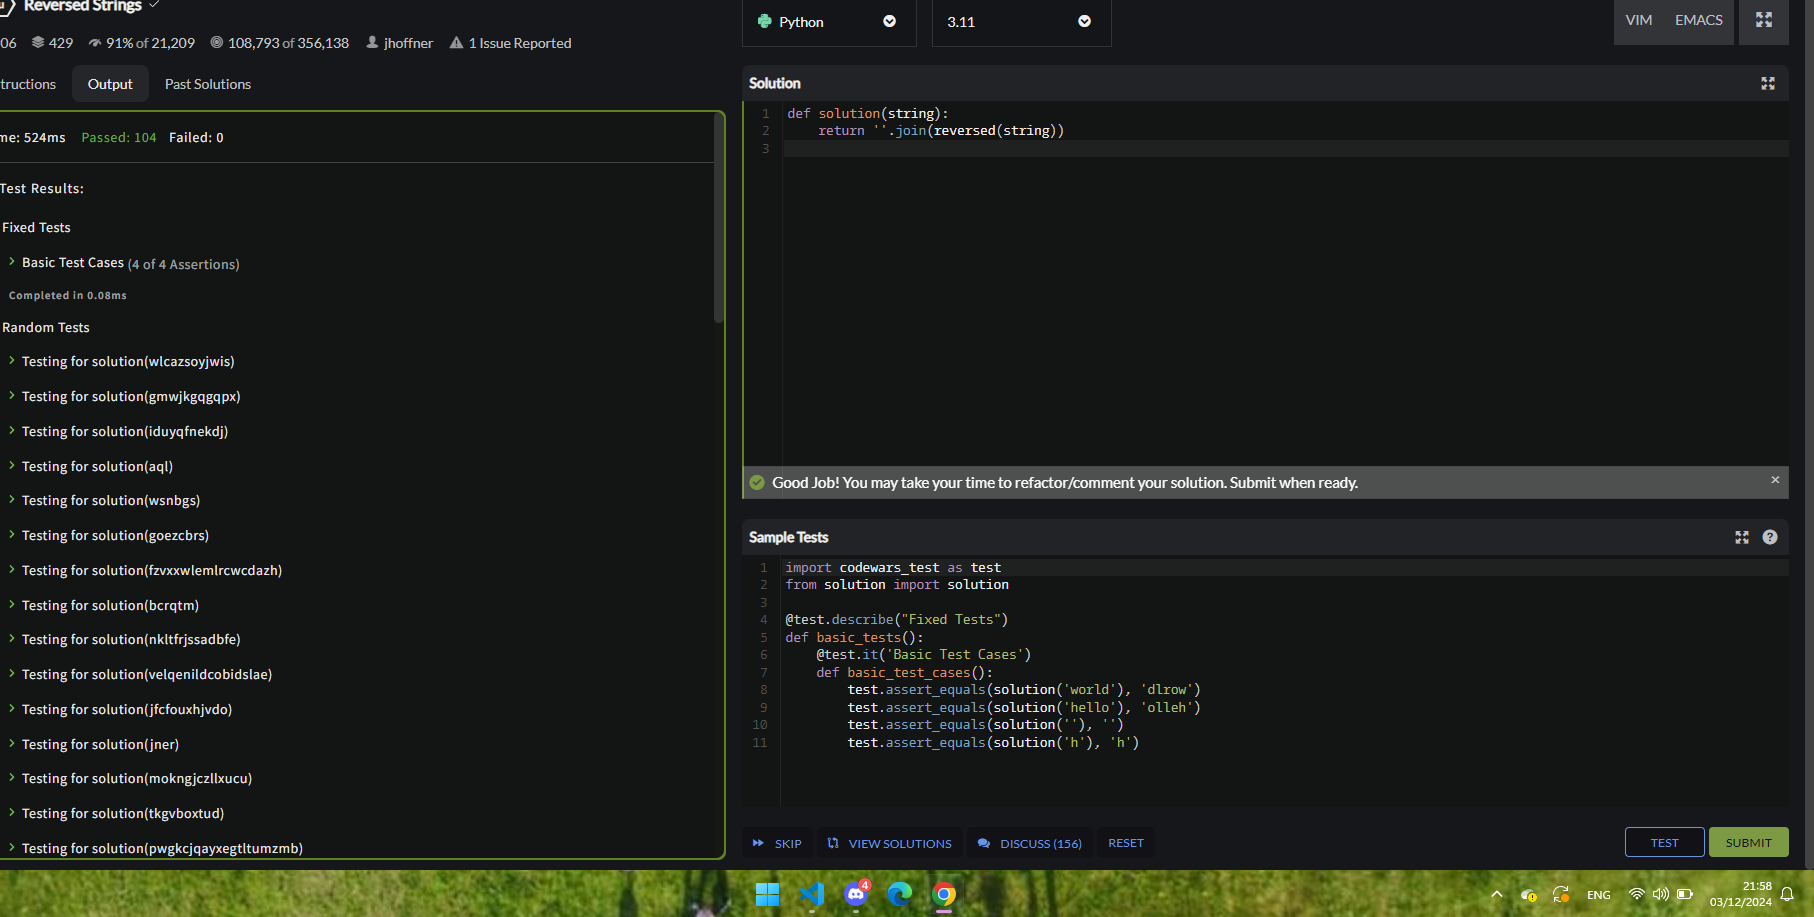 Reversed Strings
06 429 91% of 21,209 108,793 of 356,138 jhoffner 1 Issue Reported
tructions Output Past Solutions
me: 524ms Passed: 104 Failed: 0
Test Results:
Fixed Tests
Basic Test Cases (4 of 4 Assertions)
Completed in 0.08ms
Random Tests
Testing for solution(wlcazsoyjwis)
Testing for solution(gmwjkgqgqpx)
Testing for solution(iduyqfnekdj)
Testing for solution(aql)
Testing for solution(wsnbgs)
Testing for solution(goezcbrs)
Testing for solution(fzvxxwlemlrcwcdazh)
Testing for solution(bcrqtm)
Testing for solution(nkltfrjssadbfe)
Testing for solution(velqenildcobidslae)
Testing for solution(jfcfouxhjvdo)
Testing for solution(jner)
Testing for solution(mokngjczllxucu)
Testing for solution(tkgvboxtud)
Testing for solution(pwgkcjqayxegtltumzmb)
Python 3.11 VIM EMACS
Solution
1 def solution(string):
2     return ''.join(reversed(string))
3
Good Job! You may take your time to refactor/comment your solution. Submit when ready.
Sample Tests
1 import codewars_test as test
2 from solution import solution
3
4 @test.describe("Fixed Tests")
5 def basic_tests():
6     @test.it('Basic Test Cases')
7     def basic_test_cases():
8         test.assert_equals(solution('world'), 'dlrow')
9         test.assert_equals(solution('hello'), 'olleh')
10         test.assert_equals(solution(''), '')
11         test.assert_equals(solution('h'), 'h')
SKIP VIEW SOLUTIONS DISCUSS (156) RESET TEST SUBMIT
4
ENG
21:58
03/12/2024